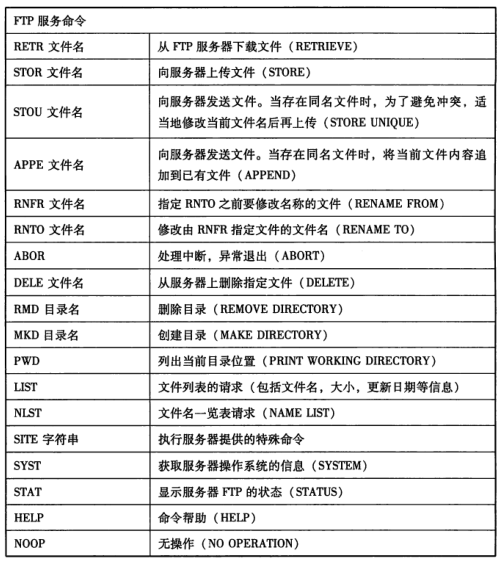 FTP 服务命令
RETR 文件名 从 FTP 服务器下载文件（RETRIEVE）
STOR 文件名 向服务器上传文件（STORE）
STOU 文件名 向服务器发送文件。当存在同名文件时，为了避免冲突，适
当地修改当前文件名后再上传（STORE UNIQUE）
APPE 文件名 向服务器发送文件。当存在同名文件时，将当前文件内容追
加到已有文件（APPEND）
RNFR 文件名 指定 RNTO 之前要修改名称的文件（RENAME FROM）
RNTO 文件名 修改由 RNFR 指定文件的文件名（RENAME TO）
ABOR 处理中断，异常退出（ABORT）
DELE 文件名 从服务器上删除指定文件（DELETE）
RMD 目录名 删除目录（REMOVE DIRECTORY）
MKD 目录名 创建目录（MAKE DIRECTORY）
PWD 列出当前目录位置（PRINT WORKING DIRECTORY）
LIST 文件列表的请求（包括文件名，大小，更新日期等信息）
NLST 文件名一览表请求（NAME LIST）
SITE 字符串 执行服务器提供的特殊命令
SYST 获取服务器操作系统的信息（SYSTEM）
STAT 显示服务器 FTP 的状态（STATUS）
HELP 命令帮助（HELP）
NOOP 无操作（NO OPERATION）